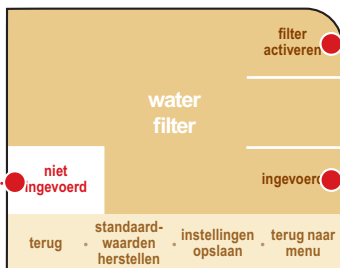 filter
activeren
water
filter
niet
ingevoerd
ingevoerd
terug
standaard-
waarden
herstellen
instellingen
opslaan
terug naar
menu